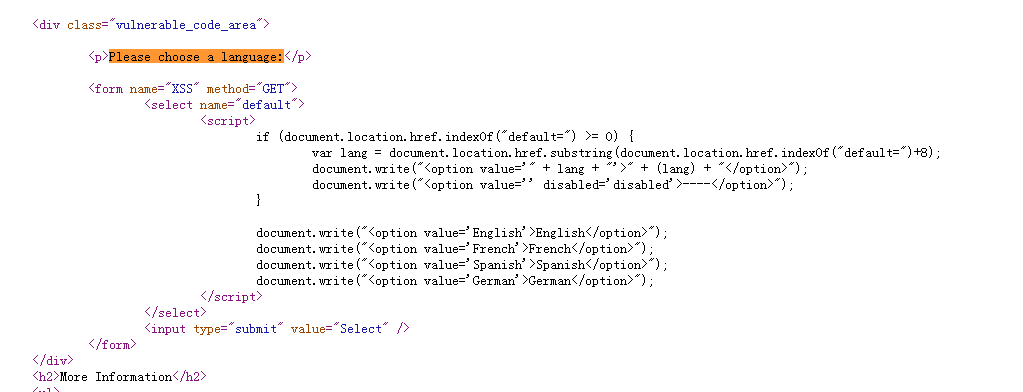 <div class="vulnerable_code_area">
<p>Please choose a language:</p>
<form name="XSS" method="GET">
<select name="default">
<script>
if (document.location.href.indexOf("default=") >= 0) {
var lang = document.location.href.substring(document.location.href.indexOf("default=")+8);
document.write("<option value='" + lang + "'>" + (lang) + "</option>");
document.write("<option value='' disabled='disabled'>----</option>");
}
document.write("<option value='English'>English</option>");
document.write("<option value='French'>French</option>");
document.write("<option value='Spanish'>Spanish</option>");
document.write("<option value='German'>German</option>");
</script>
</select>
<input type="submit" value="Select" />
</form>
</div>
<h2>More Information</h2>